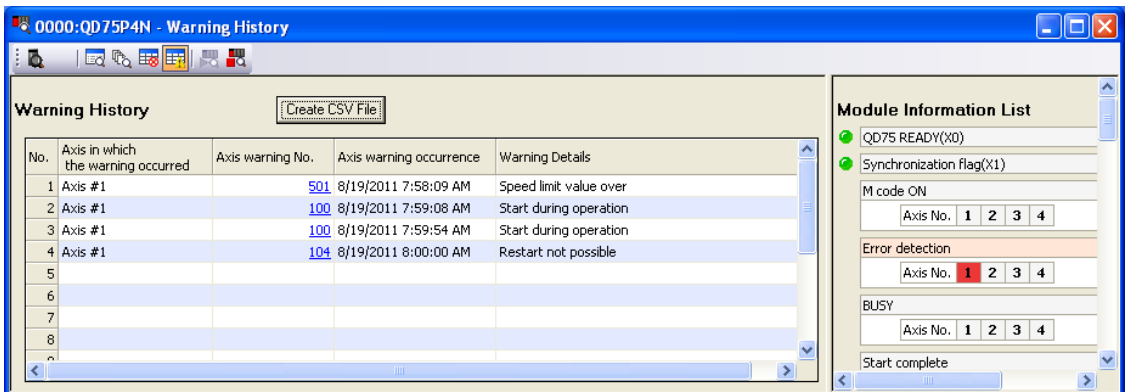 0000:QD75P4N - Warning History
Warning History
Create CSV File
No. Axis in which the warning occurred Axis warning No. Axis warning occurrence Warning Details
1 Axis #1 501 8/19/2011 7:58:09 AM Speed limit value over
2 Axis #1 100 8/19/2011 7:59:08 AM Start during operation
3 Axis #1 100 8/19/2011 7:59:54 AM Start during operation
4 Axis #1 104 8/19/2011 8:00:00 AM Restart not possible
5
6
7
8
Module Information List
QD75 READY(X0)
Synchronization flag(X1)
M code ON
Axis No. 1 2 3 4
Error detection
Axis No. 1 2 3 4
BUSY
Axis No. 1 2 3 4
Start complete